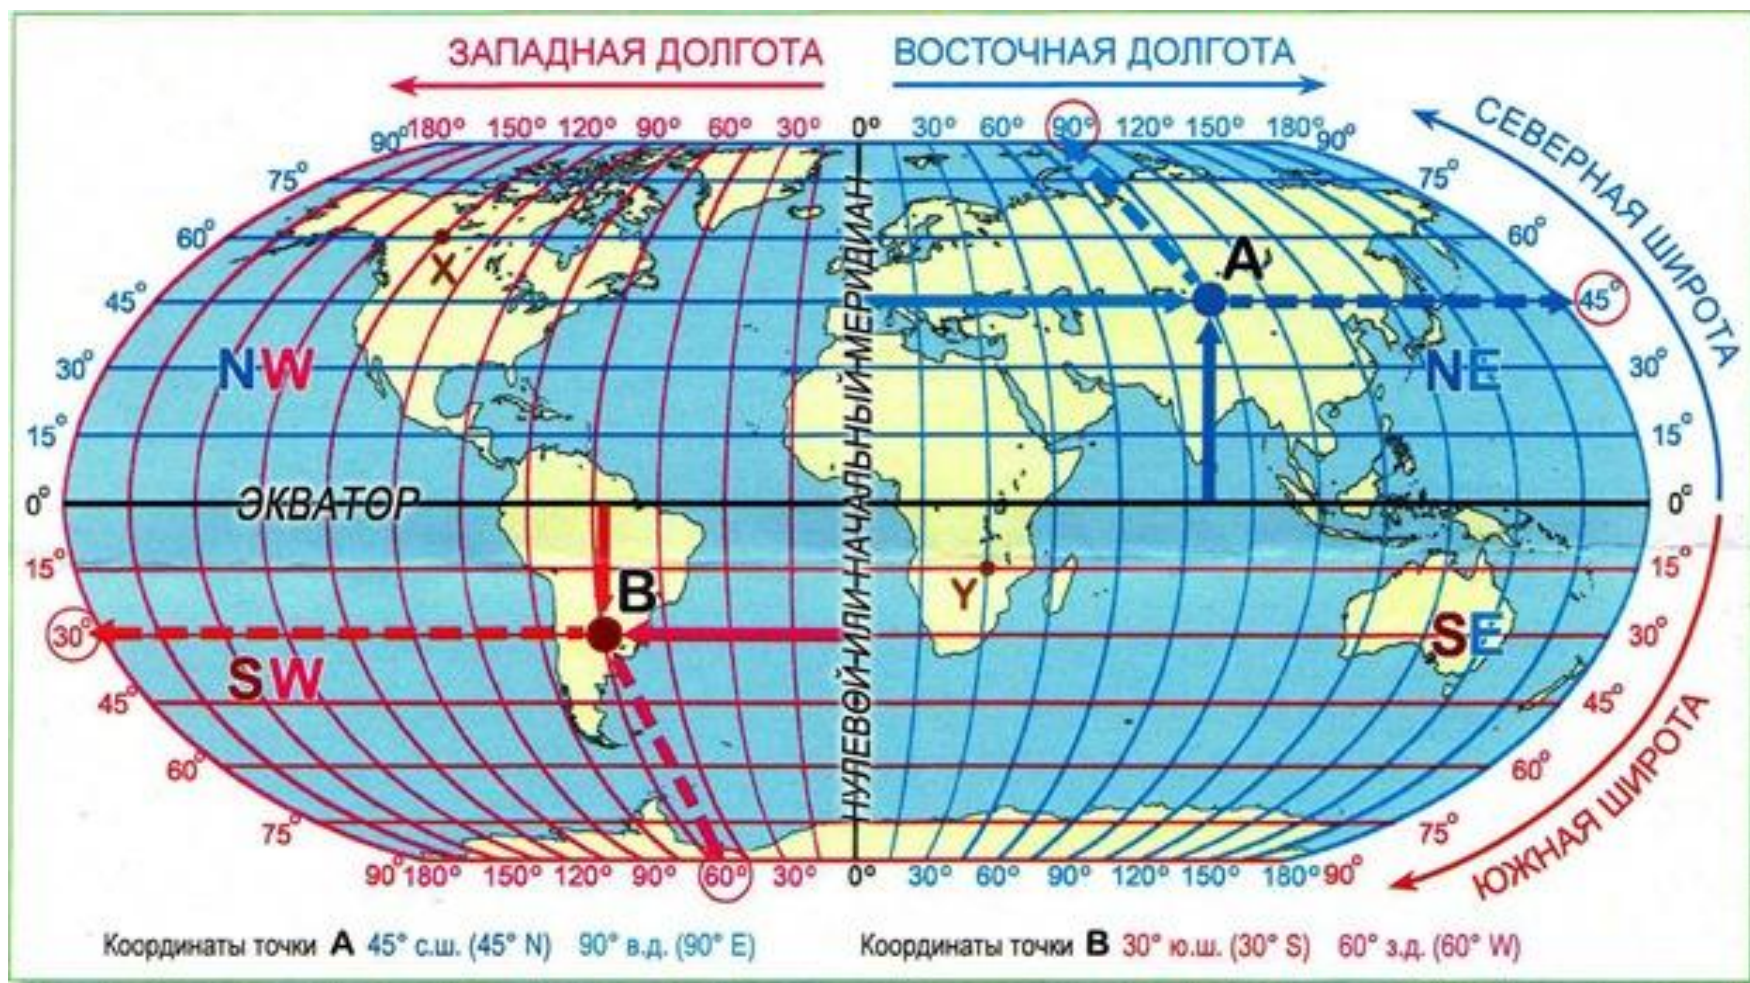 ЗАПАДНАЯ ДОЛГОТА ВОСТОЧНАЯ ДОЛГОТА
СЕВЕРНАЯ ШИРОТА
90° 180° 150° 120° 90° 60° 30° 0° 30° 60° 90° 120° 150° 180° 90°
75° 75°
60° 60°
A
X
45° 45°
NW NE
30° 30°
15° 15°
НУЛЕВОЙ ИЛИ НАЧАЛЬНЫЙ МЕРИДИАН
0° ЭКВАТОР 0°
15° 15°
B Y
30° 30°
SW SE
45° 45°
ЮЖНАЯ ШИРОТА
60° 60°
75° 75°
90° 180° 150° 120° 90° 60° 30° 0° 30° 60° 90° 120° 150° 180° 90°
Координаты точки A 45° с.ш. (45° N) 90° в.д. (90° E) Координаты точки B 30° ю.ш. (30° S) 60° з.д. (60° W)